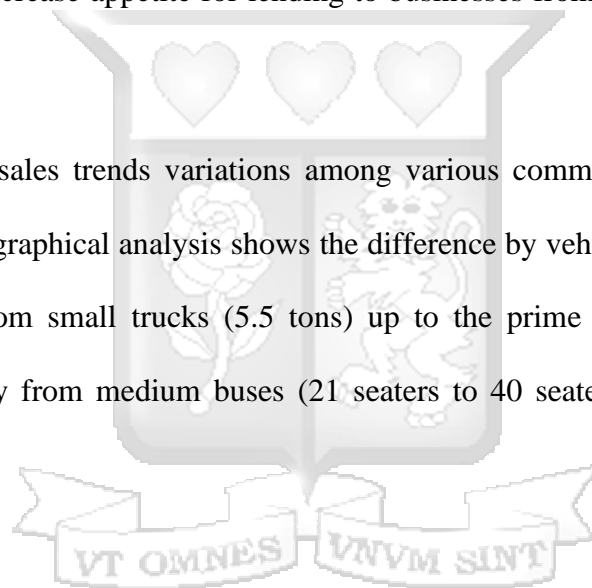 crease appetite for lending to businesses from
sales trends variations among various comm
graphical analysis shows the difference by veh
om small trucks (5.5 tons) up to the prime
y from medium buses (21 seaters to 40 seate
VT OMNES VNVM SINT